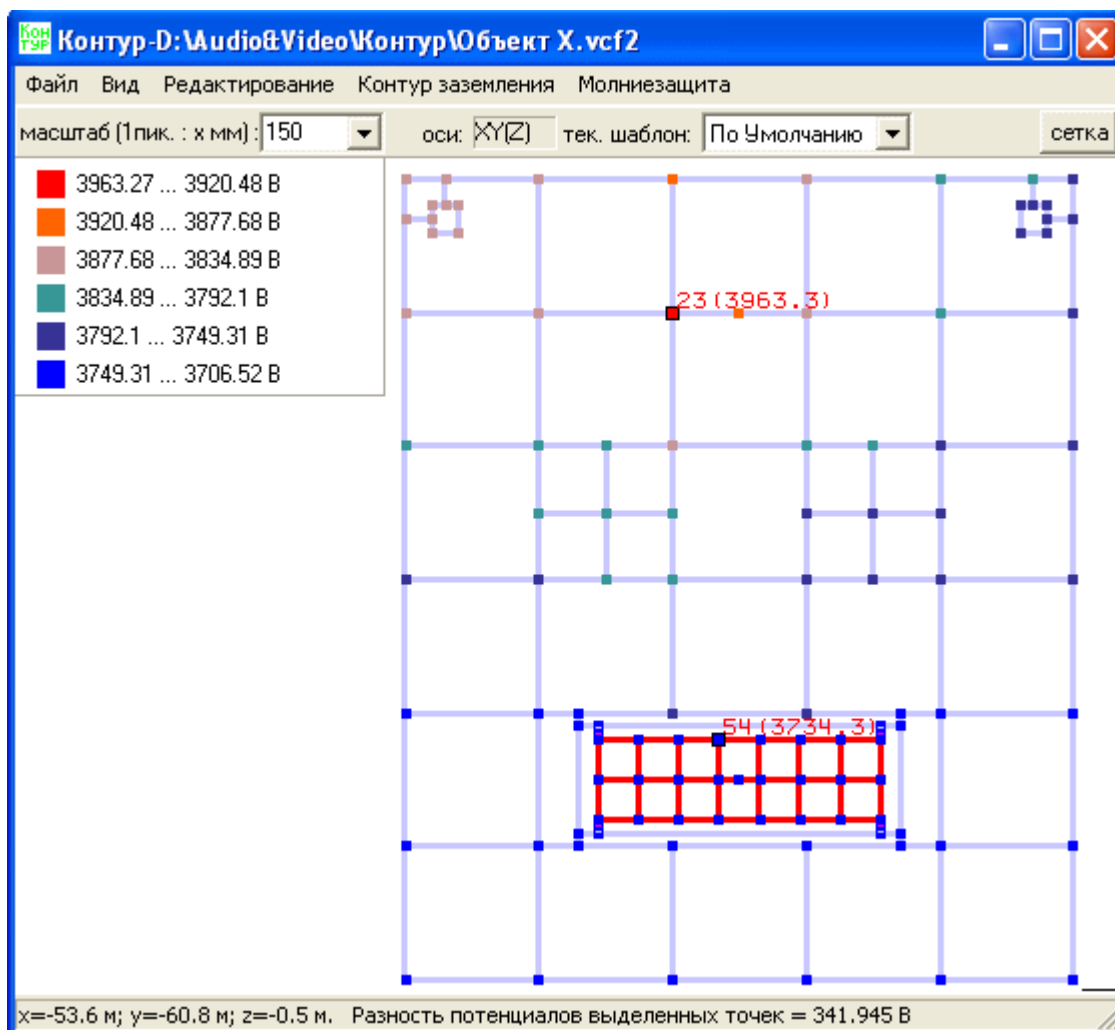 КОН
ТУР
Контур-D:\Audio&Video\Контур\Объект X.vcf2
Файл Вид Редактирование Контур заземления Молниезащита
масштаб (1пик. : х мм) : 150 оси: XY(Z) тек. шаблон: По Умолчанию сетка
3963.27 ... 3920.48 В
3920.48 ... 3877.68 В
3877.68 ... 3834.89 В
3834.89 ... 3792.1 В
3792.1 ... 3749.31 В
3749.31 ... 3706.52 В
23(3963.3)
54(3734.3)
x=-53.6 м; y=-60.8 м; z=-0.5 м. Разность потенциалов выделенных точек = 341.945 В